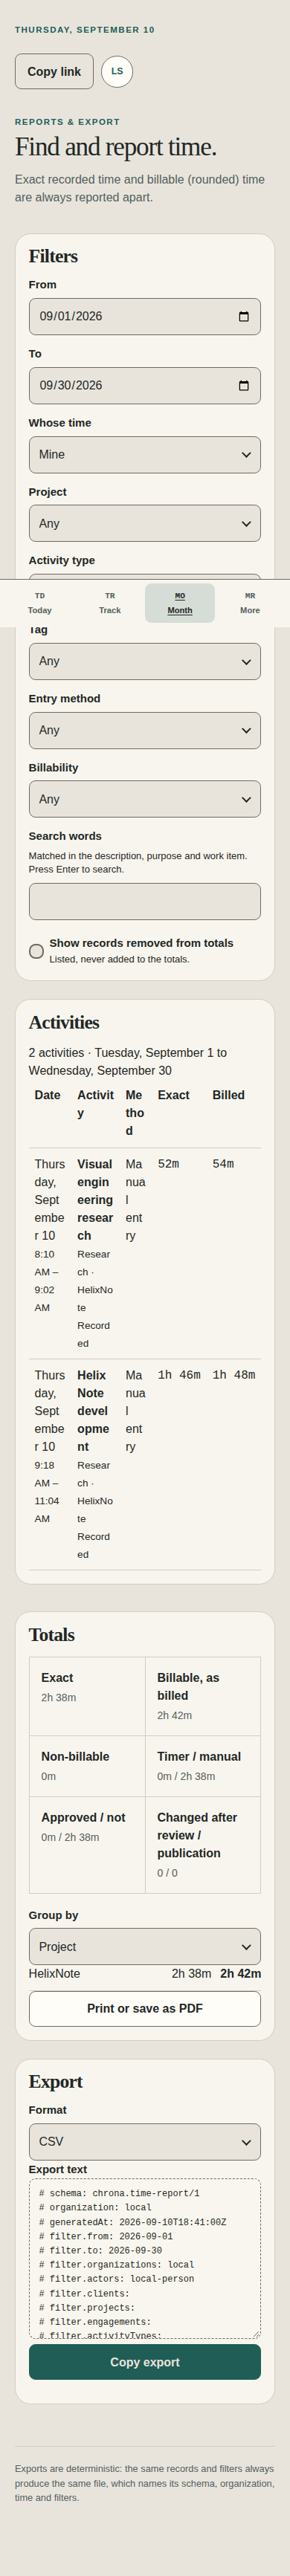 THURSDAY, SEPTEMBER 10
Copy link
LS
REPORTS & EXPORT
Find and report time.
Exact recorded time and billable (rounded) time
are always reported apart.
Filters
From
09/01/2026
To
09/30/2026
Whose time
Mine
Project
Any
Activity type
TD
Today
TR
Track
MO
Month
MR
More
Tag
Any
Entry method
Any
Billability
Any
Search words
Matched in the description, purpose and work item.
Press Enter to search.
Show records removed from totals
Listed, never added to the totals.
Activities
2 activities · Tuesday, September 1 to
Wednesday, September 30
Date
Activit
y
Me
tho
d
Exact
Billed
Thurs
day,
Sept
embe
r 10
8:10
AM –
9:02
AM
Visual
engin
eering
resear
ch
Resear
ch ·
HelixNo
te
Record
ed
Ma
nua
l
ent
ry
52m
54m
Thurs
day,
Sept
embe
r 10
9:18
AM –
11:04
AM
Helix
Note
devel
opme
nt
Resear
ch ·
HelixNo
te
Record
ed
Ma
nua
l
ent
ry
1h 46m
1h 48m
Totals
Exact
2h 38m
Billable, as
billed
2h 42m
Non-billable
0m
Timer / manual
0m / 2h 38m
Approved / not
0m / 2h 38m
Changed after
review /
publication
0 / 0
Group by
Project
HelixNote 2h 38m 2h 42m
Print or save as PDF
Export
Format
CSV
Export text
# schema: chrona.time-report/1
# organization: local
# generatedAt: 2026-09-10T18:41:00Z
# filter.from: 2026-09-01
# filter.to: 2026-09-30
# filter.organizations: local
# filter.actors: local-person
# filter.clients:
# filter.projects:
# filter.engagements:
# filter.activityTypes:
Copy export
Exports are deterministic: the same records and filters always
produce the same file, which names its schema, organization,
time and filters.